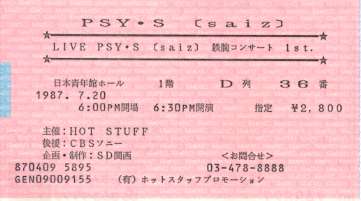 PSY・S 〔saiz〕
LIVE PSY・S 〔saiz〕 鉄腕コンサート 1st.
日本青年館ホール 1階 D 列 36 番
1987. 7.20
6:00PM開場 6:30PM開演 指定 ¥2,800
主催:HOT STUFF
後援:CBSソニー
企画・制作:SD関西 <お問合せ>
870409 5895 03-478-8888
GEN09009155 (有)ホットスタッフプロモーション